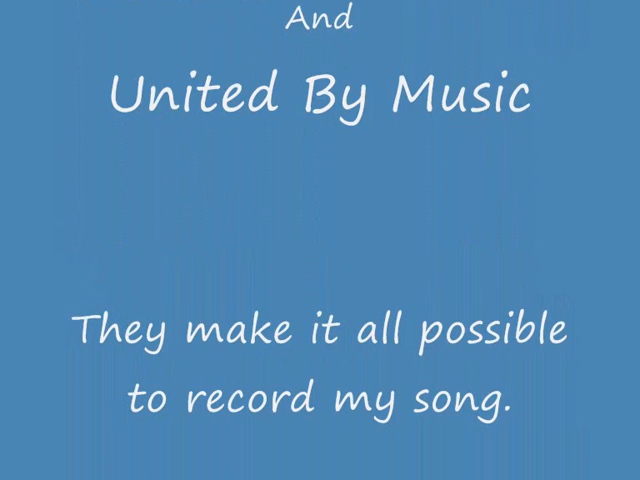 And
United By Music
They make it all possible
to record my song.